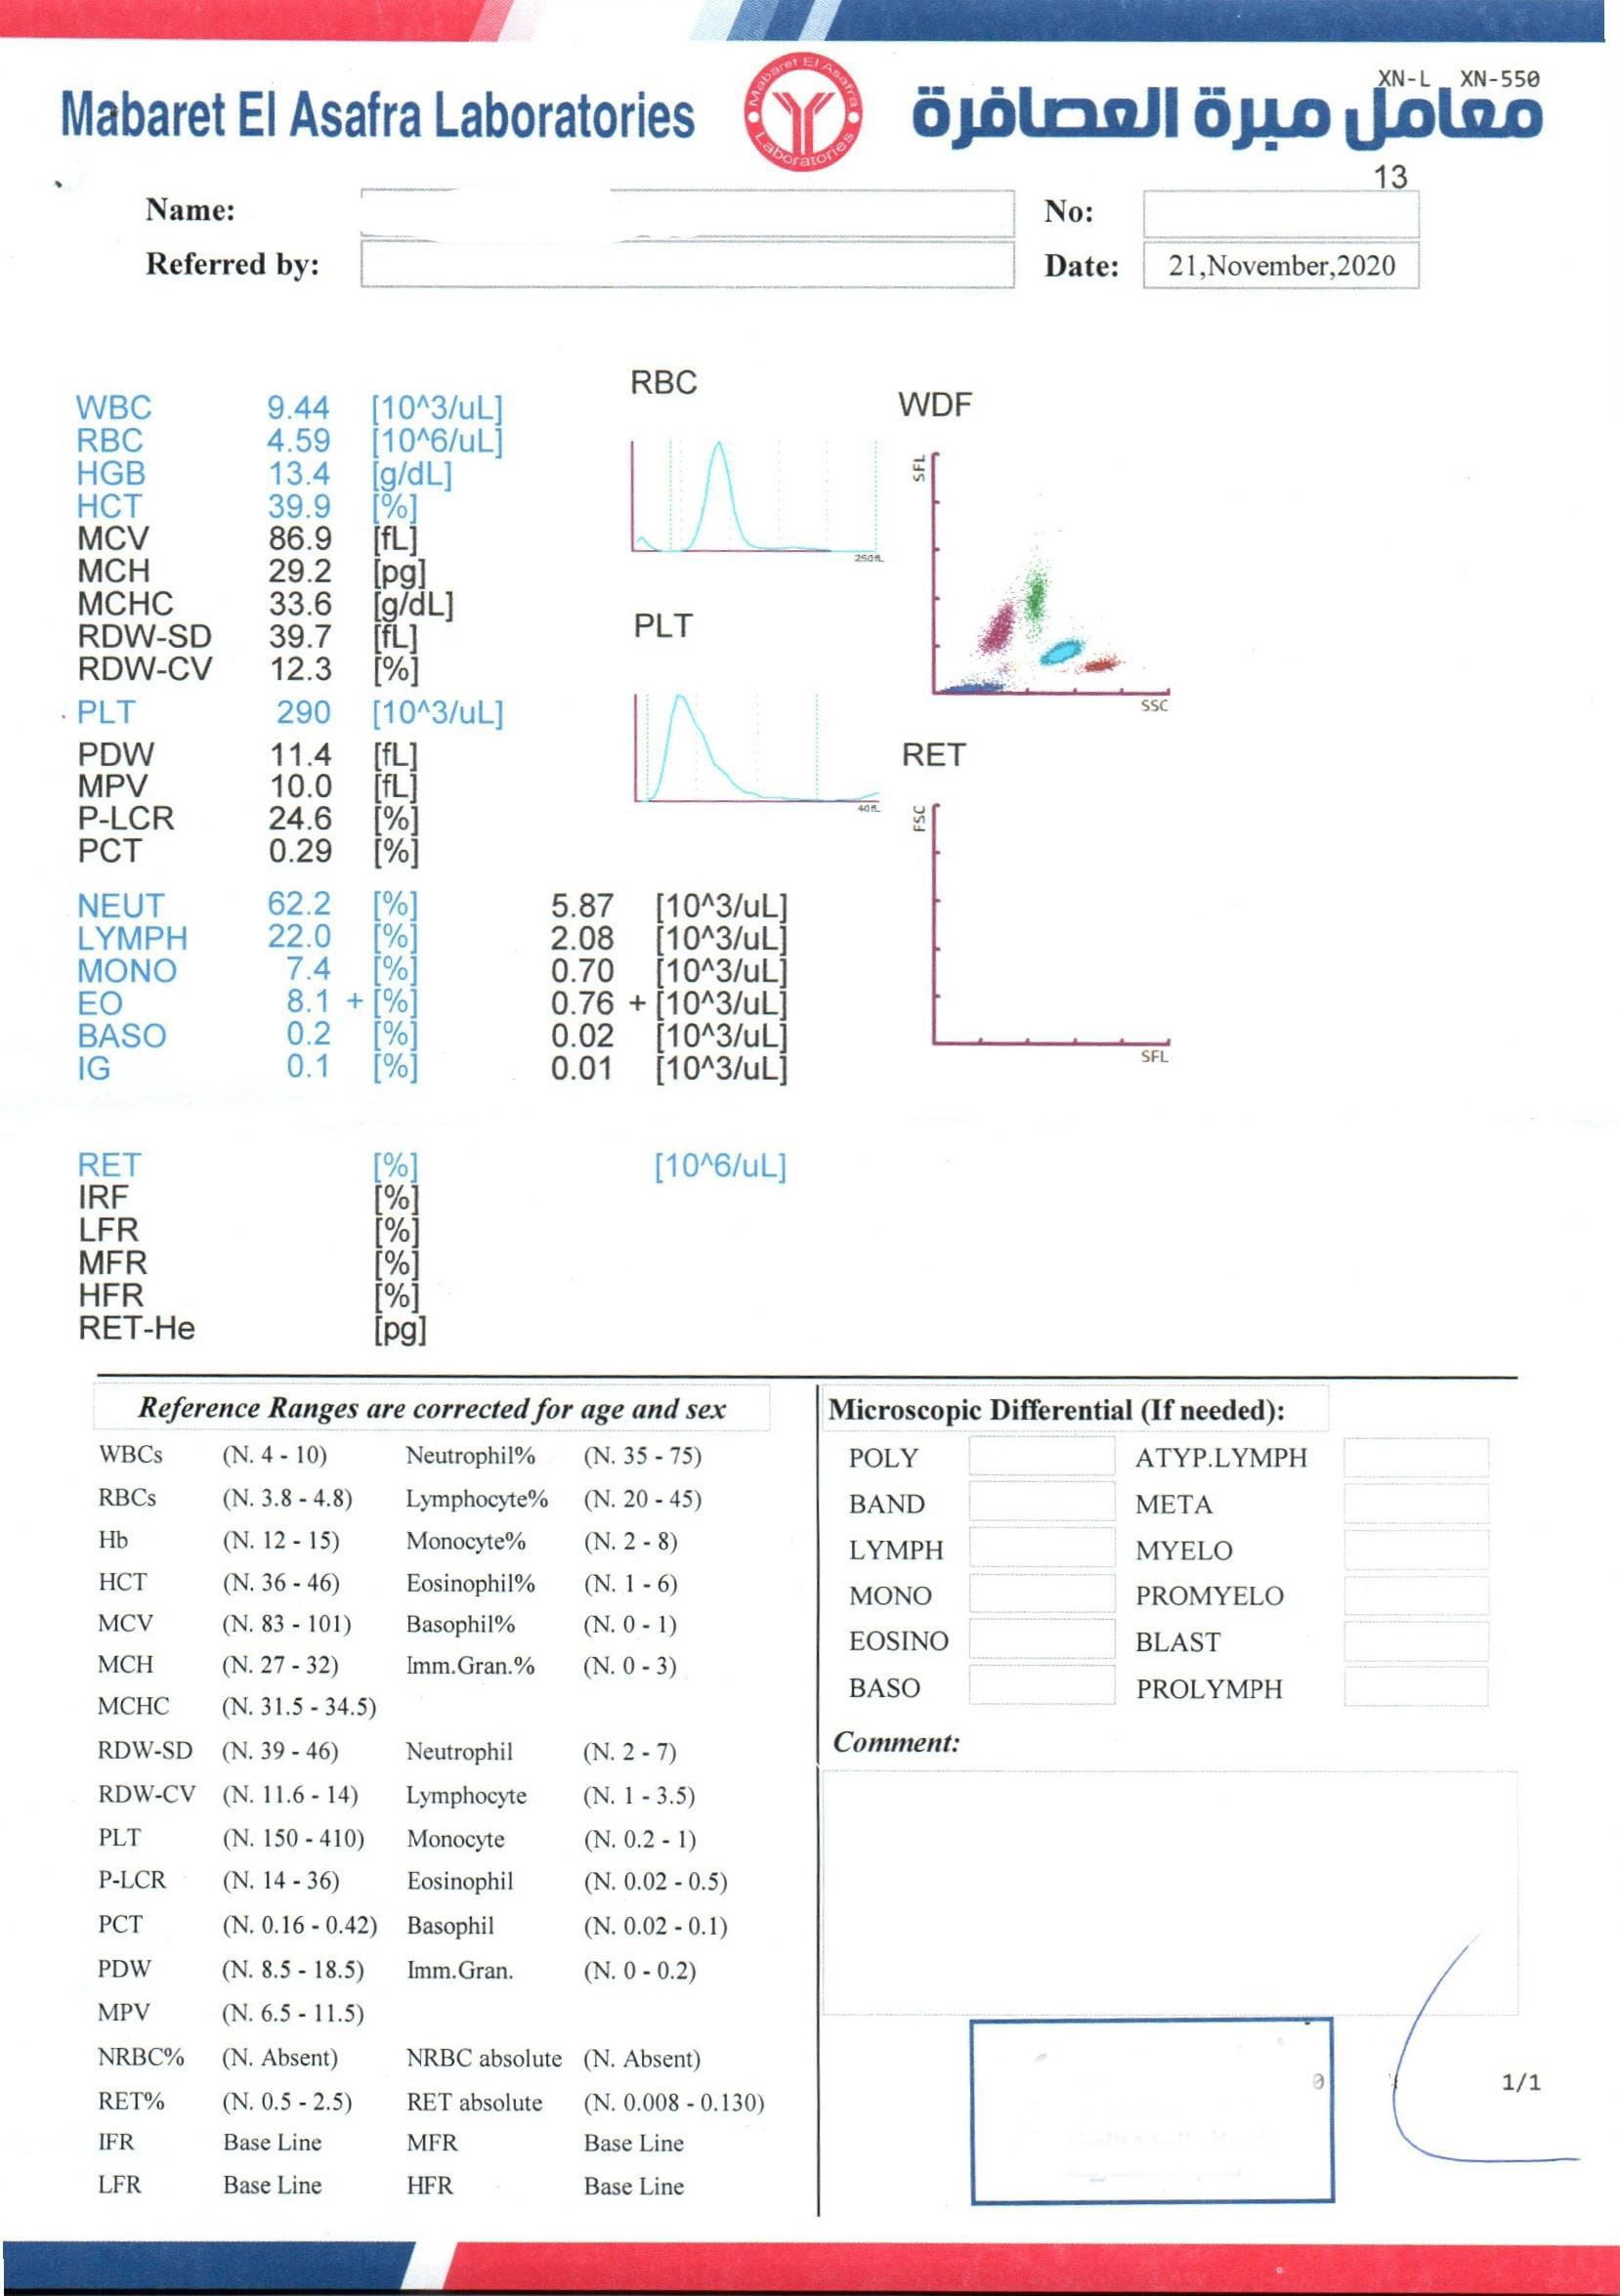 XN-L XN-550
Mabaret El Asafra Laboratories
Mabaret El Asafra
Laboratories
معامل مبرة العصافرة
13
Name:
No:
Referred by:
Date: 21,November,2020
WBC 9.44 [10^3/uL]
RBC 4.59 [10^6/uL]
HGB 13.4 [g/dL]
HCT 39.9 [%]
MCV 86.9 [fL]
MCH 29.2 [pg]
MCHC 33.6 [g/dL]
RDW-SD 39.7 [fL]
RDW-CV 12.3 [%]
PLT 290 [10^3/uL]
PDW 11.4 [fL]
MPV 10.0 [fL]
P-LCR 24.6 [%]
PCT 0.29 [%]
RBC
250fL
PLT
40fL
WDF
SFL
SSC
RET
FSC
SFL
NEUT 62.2 [%] 5.87 [10^3/uL]
LYMPH 22.0 [%] 2.08 [10^3/uL]
MONO 7.4 [%] 0.70 [10^3/uL]
EO 8.1 + [%] 0.76 + [10^3/uL]
BASO 0.2 [%] 0.02 [10^3/uL]
IG 0.1 [%] 0.01 [10^3/uL]
RET [%] [10^6/uL]
IRF [%]
LFR [%]
MFR [%]
HFR [%]
RET-He [pg]
Reference Ranges are corrected for age and sex
WBCs (N. 4 - 10) Neutrophil% (N. 35 - 75)
RBCs (N. 3.8 - 4.8) Lymphocyte% (N. 20 - 45)
Hb (N. 12 - 15) Monocyte% (N. 2 - 8)
HCT (N. 36 - 46) Eosinophil% (N. 1 - 6)
MCV (N. 83 - 101) Basophil% (N. 0 - 1)
MCH (N. 27 - 32) Imm.Gran.% (N. 0 - 3)
MCHC (N. 31.5 - 34.5)
RDW-SD (N. 39 - 46) Neutrophil (N. 2 - 7)
RDW-CV (N. 11.6 - 14) Lymphocyte (N. 1 - 3.5)
PLT (N. 150 - 410) Monocyte (N. 0.2 - 1)
P-LCR (N. 14 - 36) Eosinophil (N. 0.02 - 0.5)
PCT (N. 0.16 - 0.42) Basophil (N. 0.02 - 0.1)
PDW (N. 8.5 - 18.5) Imm.Gran. (N. 0 - 0.2)
MPV (N. 6.5 - 11.5)
NRBC% (N. Absent) NRBC absolute (N. Absent)
RET% (N. 0.5 - 2.5) RET absolute (N. 0.008 - 0.130)
IFR Base Line MFR Base Line
LFR Base Line HFR Base Line
Microscopic Differential (If needed):
POLY ATYP.LYMPH
BAND META
LYMPH MYELO
MONO PROMYELO
EOSINO BLAST
BASO PROLYMPH
Comment:
0
1/1